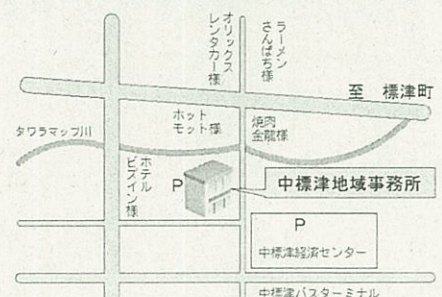 オリックス
レンタカー様
ラーメン
さんぱち様
至 標津町
ホット
モット様
焼肉
金龍様
タワラマップ川
ホテル
ビズイン様
P
中標津地域事務所
P
中標津経済センター
中標津バスターミナル